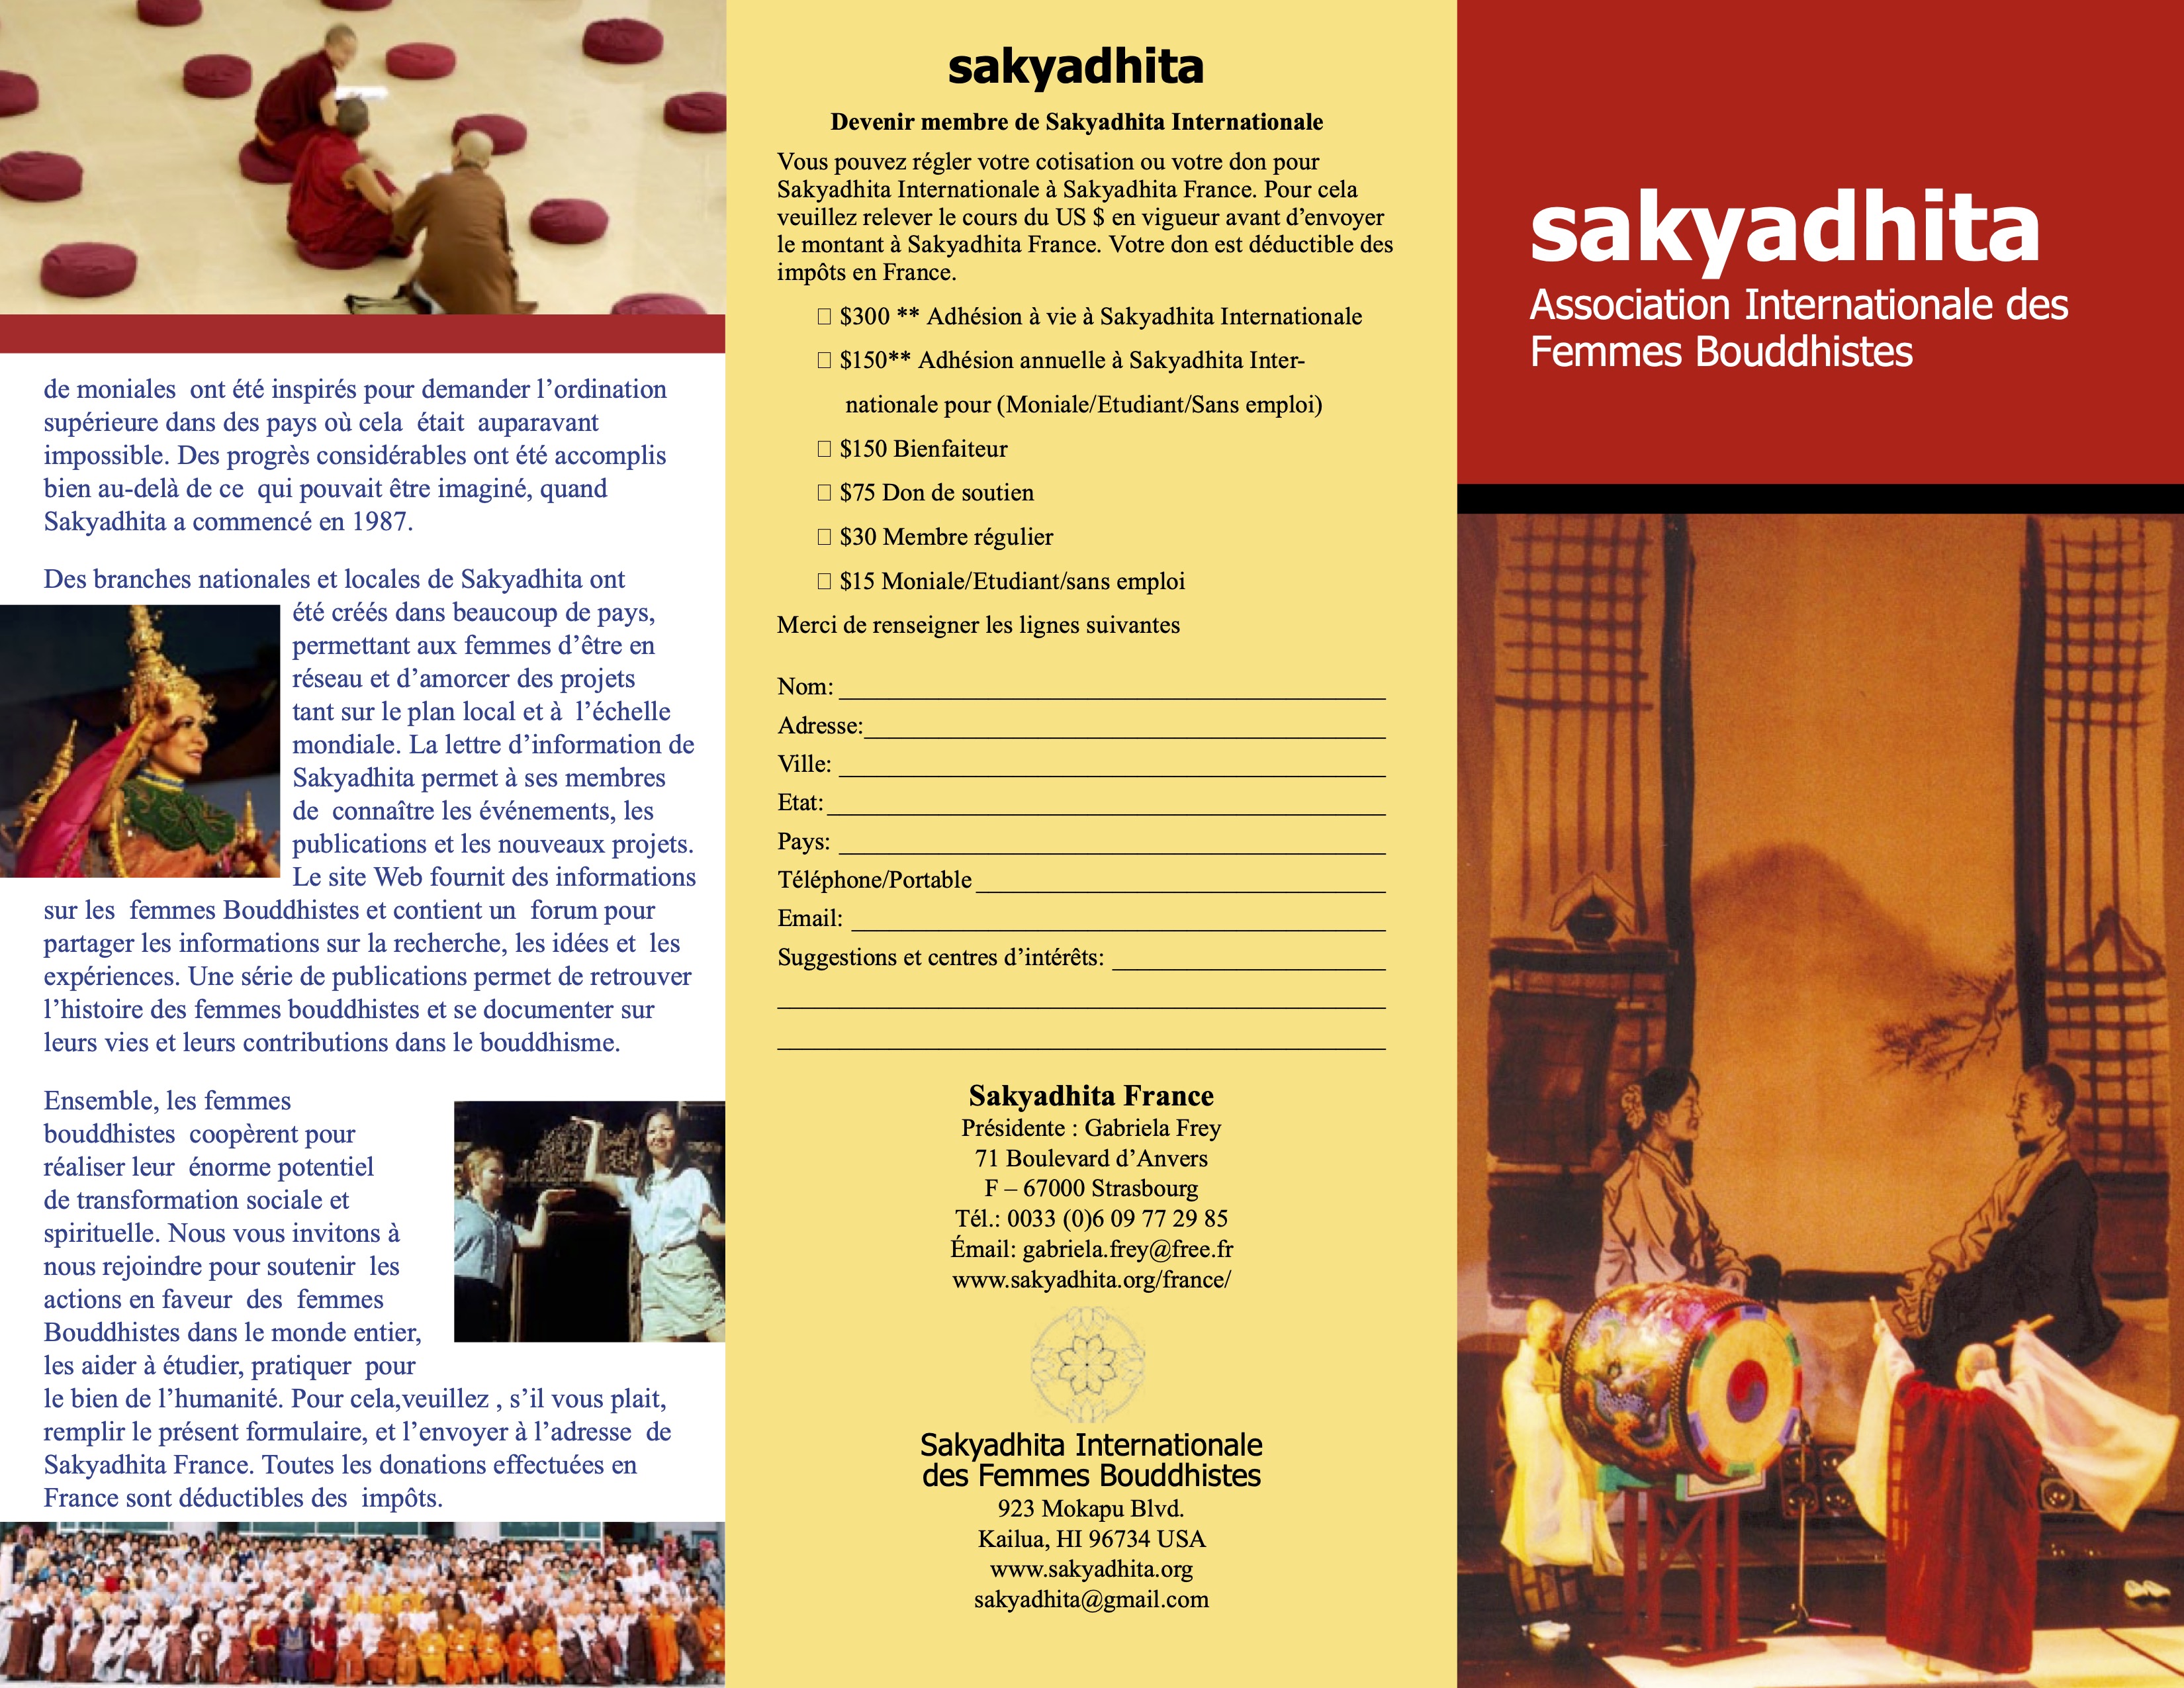 de moniales  ont été inspirés pour demander l’ordination
supérieure dans des pays où cela  était  auparavant
impossible. Des progrès considérables ont été accomplis
bien au-delà de ce  qui pouvait être imaginé, quand
Sakyadhita a commencé en 1987.
Des branches nationales et locales de Sakyadhita ont
été créés dans beaucoup de pays,
permettant aux femmes d’être en
réseau et d’amorcer des projets
tant sur le plan local et à  l’échelle
mondiale. La lettre d’information de
Sakyadhita permet à ses membres
de  connaître les événements, les
publications et les nouveaux projets.
Le site Web fournit des informations
sur les  femmes Bouddhistes et contient un  forum pour
partager les informations sur la recherche, les idées et  les
expériences. Une série de publications permet de retrouver
l’histoire des femmes bouddhistes et se documenter sur
leurs vies et leurs contributions dans le bouddhisme.
Ensemble, les femmes
bouddhistes  coopèrent pour
réaliser leur  énorme potentiel
de transformation sociale et
spirituelle. Nous vous invitons à
nous rejoindre pour soutenir  les
actions en faveur  des  femmes
Bouddhistes dans le monde entier,
les aider à étudier, pratiquer  pour
le bien de l’humanité. Pour cela,veuillez , s’il vous plait,
remplir le présent formulaire, et l’envoyer à l’adresse  de
Sakyadhita France. Toutes les donations effectuées en
France sont déductibles des  impôts.
sakyadhita
Devenir membre de Sakyadhita Internationale
Vous pouvez régler votre cotisation ou votre don pour
Sakyadhita Internationale à Sakyadhita France. Pour cela
veuillez relever le cours du US $ en vigueur avant d’envoyer
le montant à Sakyadhita France. Votre don est déductible des
impôts en France.
□ $300 ** Adhésion à vie à Sakyadhita Internationale
□ $150** Adhésion annuelle à Sakyadhita Inter-
nationale pour (Moniale/Etudiant/Sans emploi)
□ $150 Bienfaiteur
□ $75 Don de soutien
□ $30 Membre régulier
□ $15 Moniale/Etudiant/sans emploi
Merci de renseigner les lignes suivantes
Nom:
Adresse:
Ville:
Etat:
Pays:
Téléphone/Portable
Email:
Suggestions et centres d’intérêts:
Sakyadhita France
Présidente : Gabriela Frey
71 Boulevard d’Anvers
F – 67000 Strasbourg
Tél.: 0033 (0)6 09 77 29 85
Émail: gabriela.frey@free.fr
www.sakyadhita.org/france/
Sakyadhita Internationale
des Femmes Bouddhistes
923 Mokapu Blvd.
Kailua, HI 96734 USA
www.sakyadhita.org
sakyadhita@gmail.com
sakyadhita
Association Internationale des
Femmes Bouddhistes